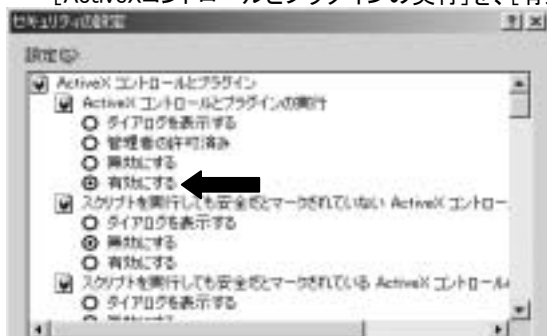 [ActiveXコントロールとプラグインの実行]を、[有
セキュリティの設定
設定(S):
ActiveX コントロールとプラグイン
ActiveX コントロールとプラグインの実行
ダイアログを表示する
管理者の許可済み
無効にする
有効にする
スクリプトを実行しても安全だとマークされていない ActiveX コントロー
ダイアログを表示する
無効にする
有効にする
スクリプトを実行しても安全だとマークされている ActiveX コントロール
ダイアログを表示する
無効にする